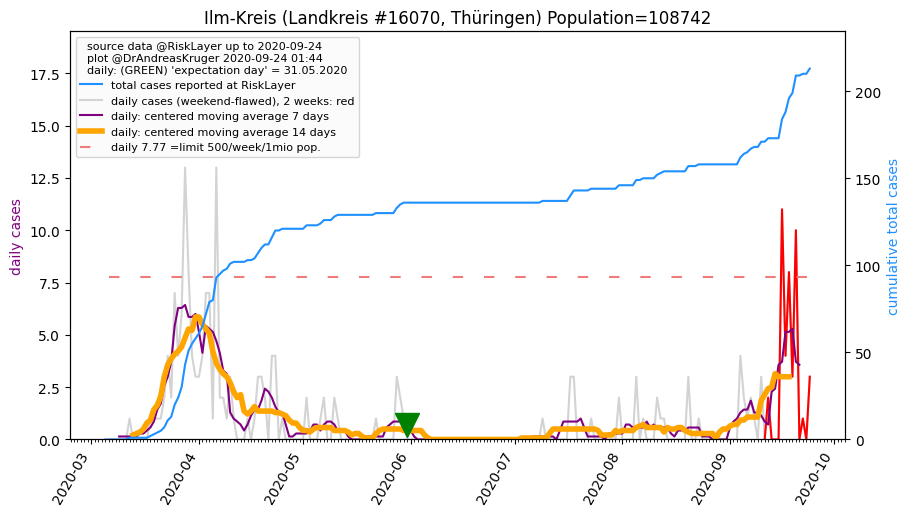 Ilm-Kreis (Landkreis #16070, Thüringen) Population=108742
source data @RiskLayer up to 2020-09-24
plot @DrAndreasKruger 2020-09-24 01:44
daily: (GREEN) 'expectation day' = 31.05.2020
total cases reported at RiskLayer
daily cases (weekend-flawed), 2 weeks: red
daily: centered moving average 7 days
daily: centered moving average 14 days
daily 7.77 =limit 500/week/1mio pop.
daily cases
17.5
15.0
12.5
10.0
7.5
5.0
2.5
0.0
200
150
100
50
0
cumulative total cases
2020-03
2020-04
2020-05
2020-06
2020-07
2020-08
2020-09
2020-10